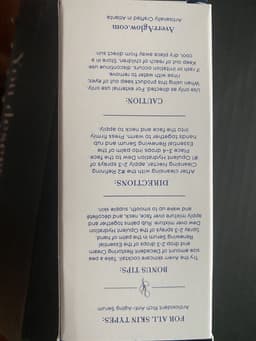 FOR ALL SKIN TYPES:
Antioxidant Rich Anti-Aging Serum
BONUS TIPS:
Try the Averr skincare cocktail. Take a pea
size amount of Decadent Restoring Cream
and drop 2-3 drops of the Essential
Renewing Serum in the palm of hand.
Spray 2-3 sprays of the Opulent Hydration
Dew over mixture. Rub palms together and
apply mixture over face, neck, and decolleté
and wake up to smooth, supple skin.
DIRECTIONS:
After cleansing with the #2 Refining
Cleansing Nectar, apply 2-3 sprays of
#1 Opulent Hydration Dew to the face.
Place 3-4 drops into palm of the
Essential Renewing Serum and rub
hands together to warm. Press firmly
into the face and neck to apply.
CAUTION:
Only use as directed. For external use only.
When using this product keep out of eyes,
rinse with water to remove.
If rash or irritation occurs, discontinue use.
Keep out of reach of children. Store in a
cool, dry place away from direct sun.
AverrAglow.com
Artisanally Crafted in Atlanta